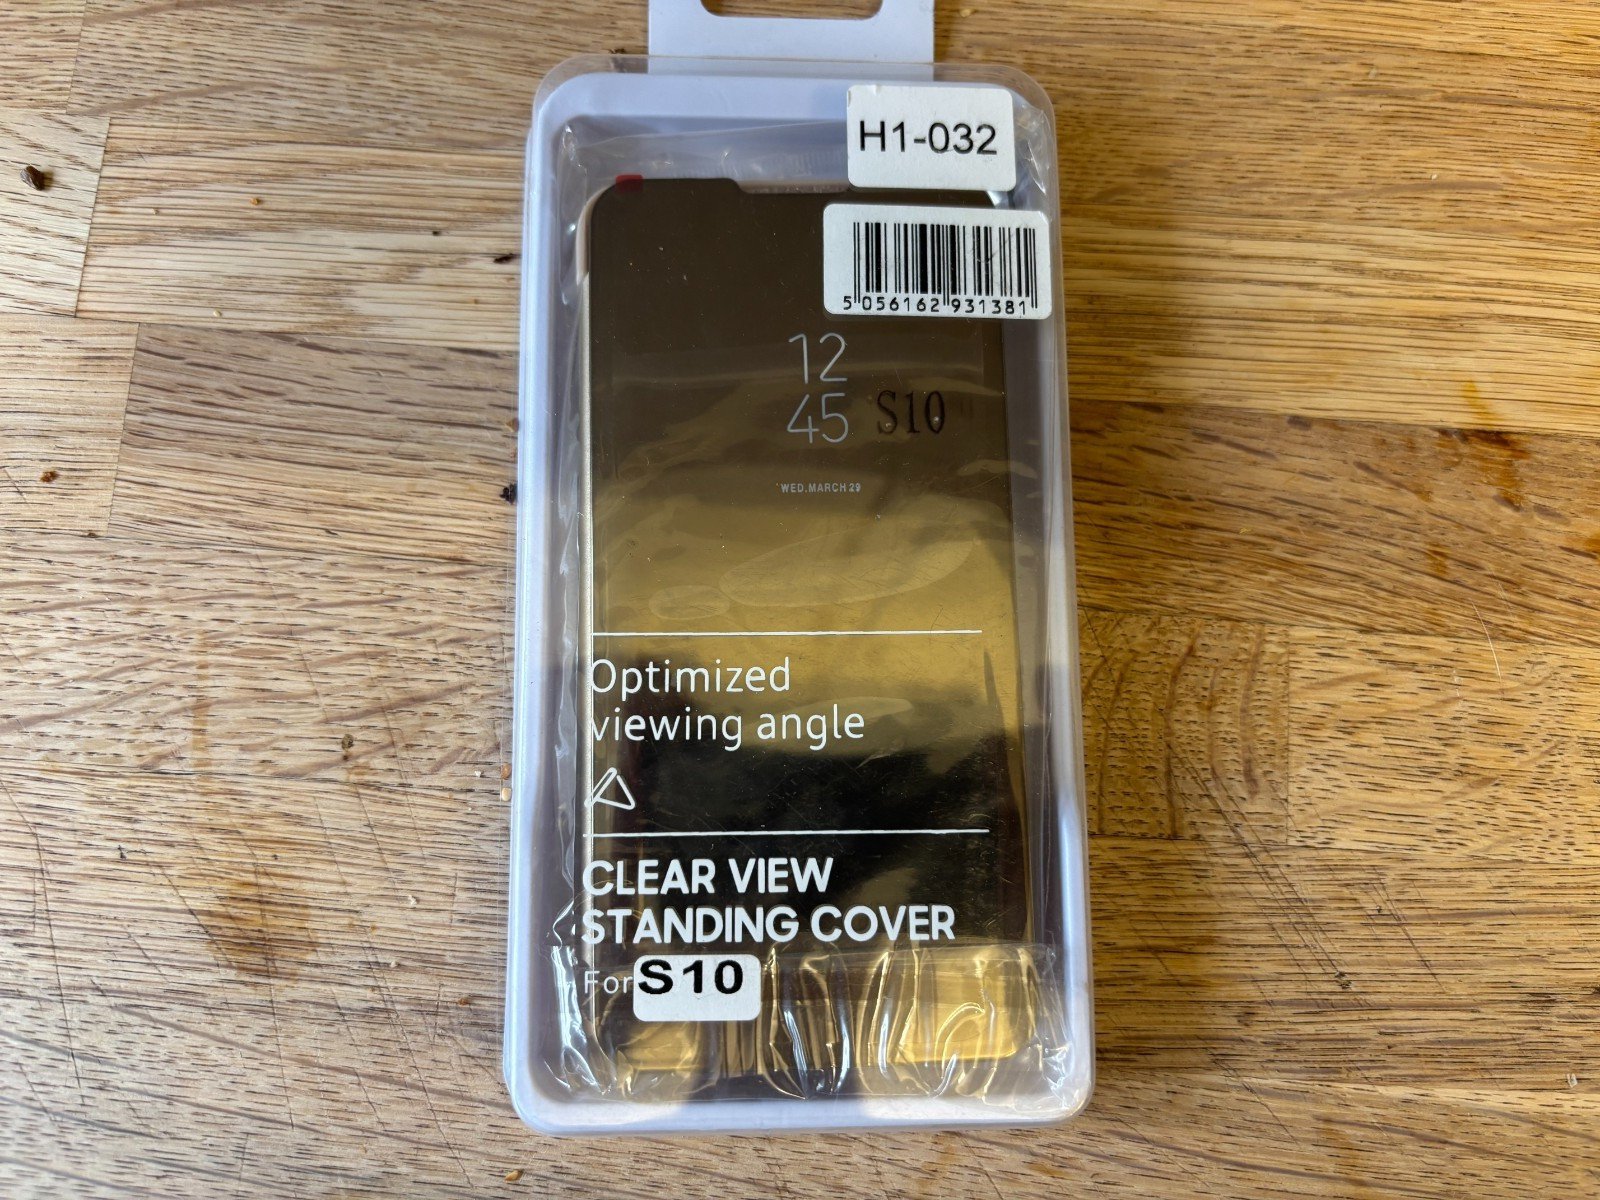 H1-032
5 056162 931381
12
45 S10
WED.MARCH 29
Optimized
viewing angle
CLEAR VIEW
STANDING COVER
For S10